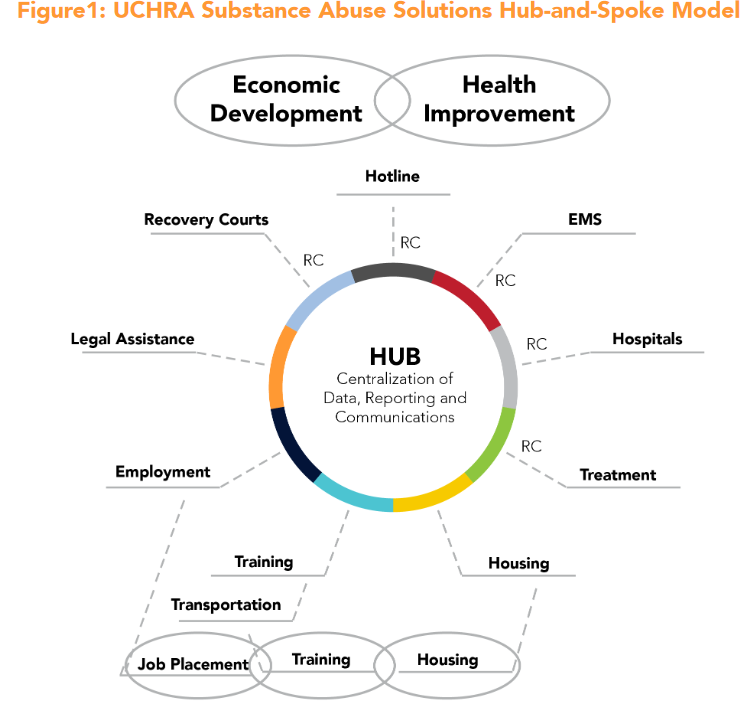 Figure1: UCHRA Substance Abuse Solutions Hub-and-Spoke Model
Economic
Development
Health
Improvement
Hotline
Recovery Courts
EMS
RC
RC
RC
Legal Assistance
RC
Hospitals
HUB
Centralization of
Data, Reporting and
Communications
RC
Employment
Treatment
Training
Housing
Transportation
Job Placement
Training
Housing